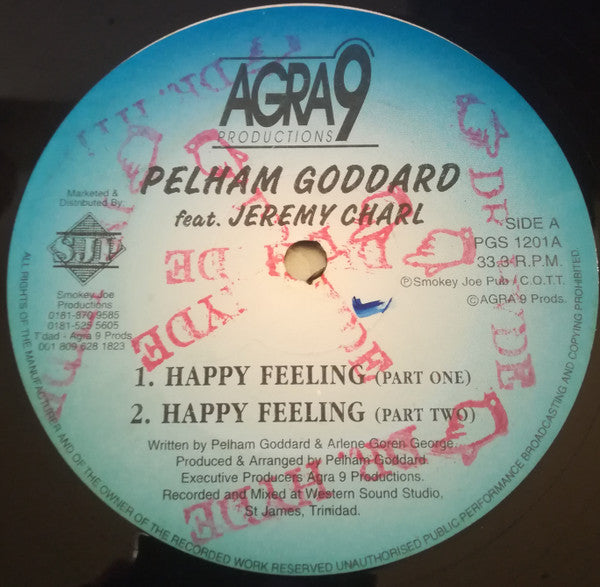 AGRA 9
PRODUCTIONS
PELHAM GODDARD
feat. JEREMY CHARL
Marketed &
Distributed By:
SJP
Smokey Joe
Productions
0181-870 9585
0181-525 5605
T'dad - Agra 9 Prods.
001 809 628 1823
SIDE A
PGS 1201A
33.3 R.P.M.
℗Smokey Joe Pub / C.O.T.T.
©AGRA 9 Prods.
1. HAPPY FEELING (PART ONE)
2. HAPPY FEELING (PART TWO)
Written by Pelham Goddard & Arlene Goren George.
Produced & Arranged by Pelham Goddard.
Executive Producers Agra 9 Productions.
Recorded and Mixed at Western Sound Studio,
St James, Trinidad.
ALL RIGHTS OF THE MANUFACTURER AND OF THE OWNER OF THE RECORDED WORK RESERVED UNAUTHORISED PUBLIC PERFORMANCE BROADCASTING AND COPYING PROHIBITED.
DR. HYDE
DR. HYDE